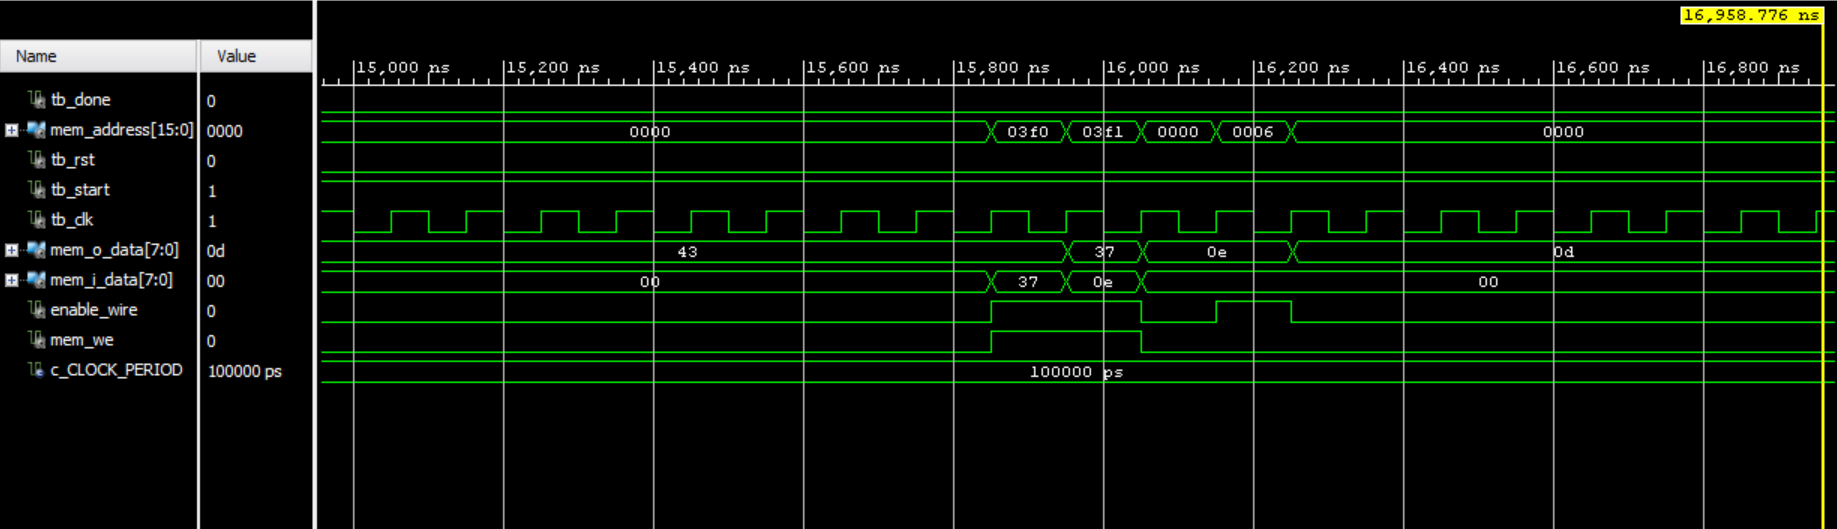 16,958.776 ns
Name Value
15,000 ns 15,200 ns 15,400 ns 15,600 ns 15,800 ns 16,000 ns 16,200 ns 16,400 ns 16,600 ns 16,800 ns
tb_done 0
mem_address[15:0] 0000 0000 03f0 03f1 0000 0006 0000
tb_rst 0
tb_start 1
tb_clk 1
mem_o_data[7:0] 0d 43 37 0e 0d
mem_i_data[7:0] 00 00 37 0e 00
enable_wire 0
mem_we 0
c_CLOCK_PERIOD 100000 ps 100000 ps